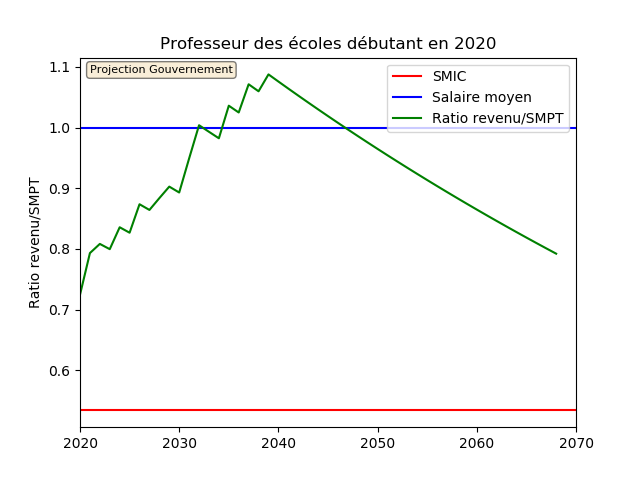 Professeur des écoles débutant en 2020
Projection Gouvernement
SMIC
Salaire moyen
Ratio revenu/SMPT
Ratio revenu/SMPT
1.1
1.0
0.9
0.8
0.7
0.6
2020 2030 2040 2050 2060 2070